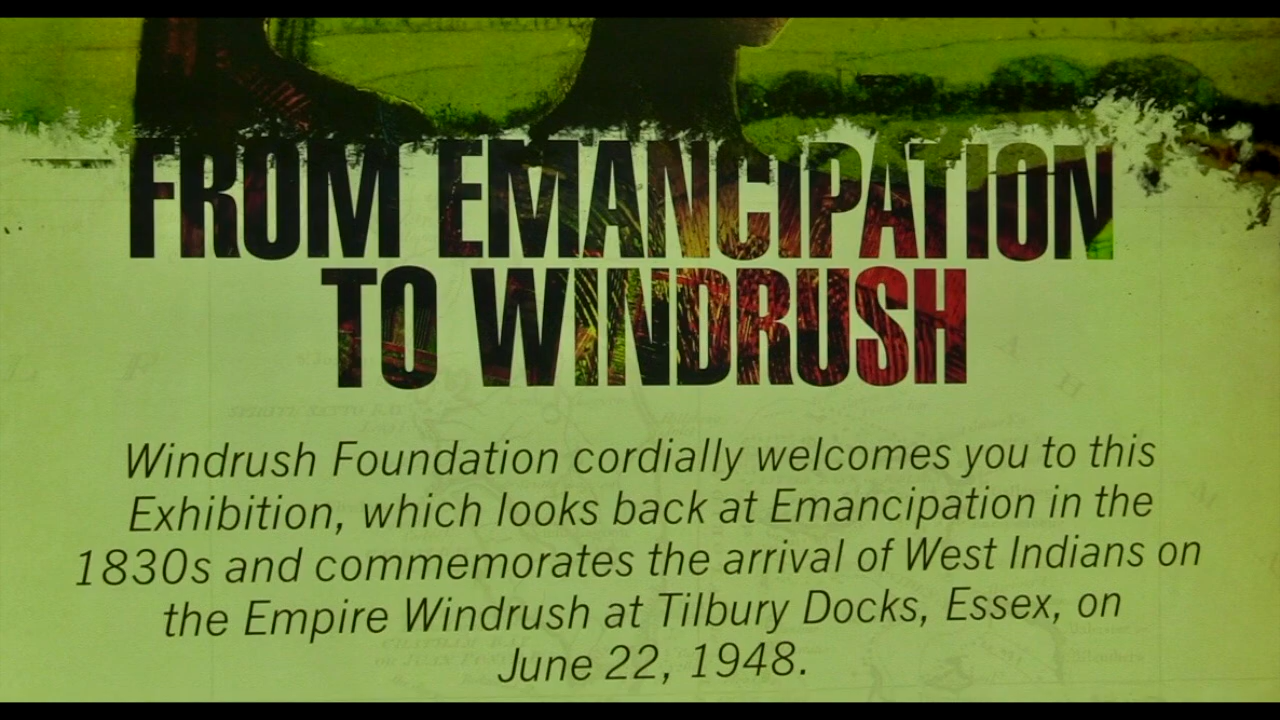 FROM EMANCIPATION
TO WINDRUSH
Windrush Foundation cordially welcomes you to this
Exhibition, which looks back at Emancipation in the
1830s and commemorates the arrival of West Indians on
the Empire Windrush at Tilbury Docks, Essex, on
June 22, 1948.